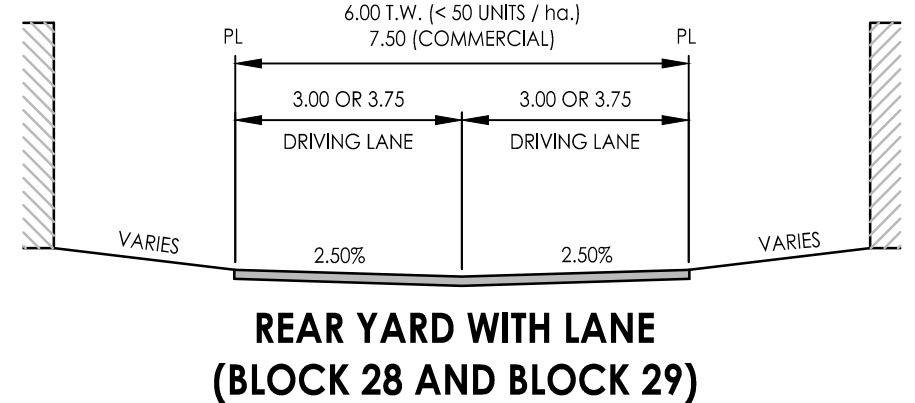 6.00 T.W. (< 50 UNITS / ha.)
PL 7.50 (COMMERCIAL) PL
3.00 OR 3.75 3.00 OR 3.75
DRIVING LANE DRIVING LANE
VARIES 2.50% 2.50% VARIES
REAR YARD WITH LANE
(BLOCK 28 AND BLOCK 29)